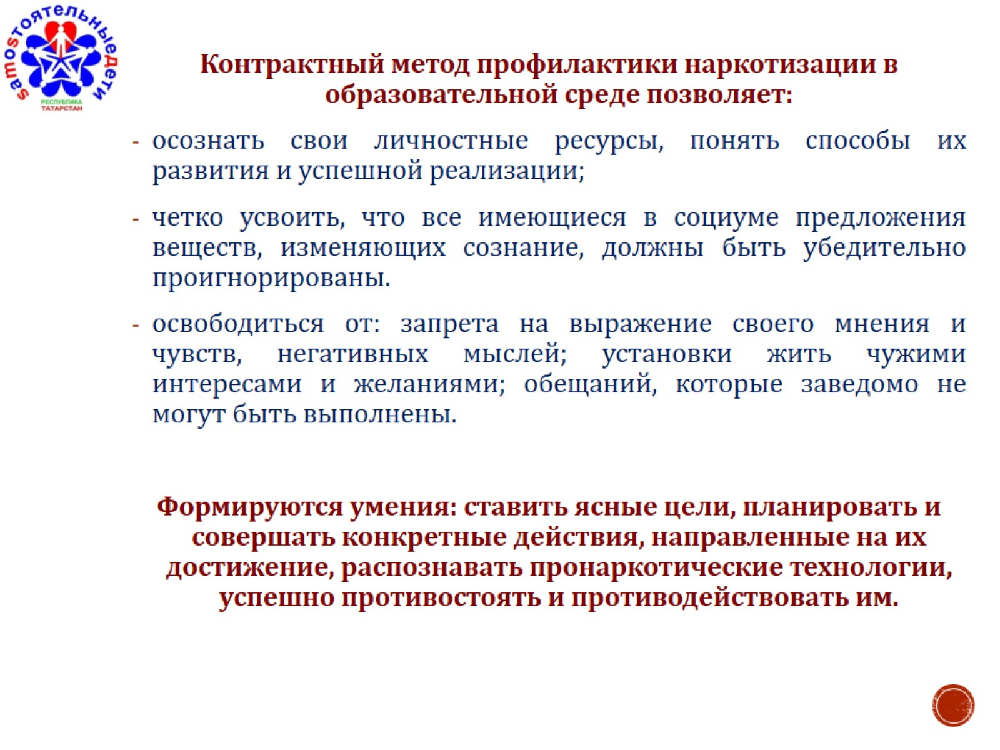 samosтоятельныедети
РЕСПУБЛИКА
ТАТАРСТАН
Контрактный метод профилактики наркотизации в
образовательной среде позволяет:
- осознать свои личностные ресурсы, понять способы их
развития и успешной реализации;
- четко усвоить, что все имеющиеся в социуме предложения
веществ, изменяющих сознание, должны быть убедительно
проигнорированы.
- освободиться от: запрета на выражение своего мнения и
чувств, негативных мыслей; установки жить чужими
интересами и желаниями; обещаний, которые заведомо не
могут быть выполнены.
Формируются умения: ставить ясные цели, планировать и
совершать конкретные действия, направленные на их
достижение, распознавать пронаркотические технологии,
успешно противостоять и противодействовать им.